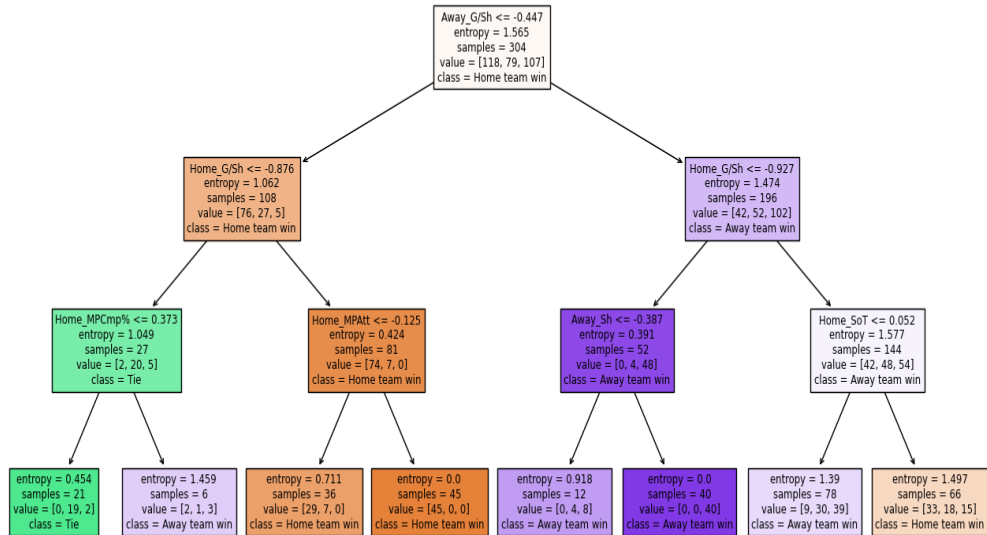 Away_G/Sh <= -0.447
entropy = 1.565
samples = 304
value = [118, 79, 107]
class = Home team win
Home_G/Sh <= -0.876
entropy = 1.062
samples = 108
value = [76, 27, 5]
class = Home team win
Home_G/Sh <= -0.927
entropy = 1.474
samples = 196
value = [42, 52, 102]
class = Away team win
Home_MPCmp% <= 0.373
entropy = 1.049
samples = 27
value = [2, 20, 5]
class = Tie
Home_MPAtt <= -0.125
entropy = 0.424
samples = 81
value = [74, 7, 0]
class = Home team win
Away_Sh <= -0.387
entropy = 0.391
samples = 52
value = [0, 4, 48]
class = Away team win
Home_SoT <= 0.052
entropy = 1.577
samples = 144
value = [42, 48, 54]
class = Away team win
entropy = 0.454
samples = 21
value = [0, 19, 2]
class = Tie
entropy = 1.459
samples = 6
value = [2, 1, 3]
class = Away team win
entropy = 0.711
samples = 36
value = [29, 7, 0]
class = Home team win
entropy = 0.0
samples = 45
value = [45, 0, 0]
class = Home team win
entropy = 0.918
samples = 12
value = [0, 4, 8]
class = Away team win
entropy = 0.0
samples = 40
value = [0, 0, 40]
class = Away team win
entropy = 1.39
samples = 78
value = [9, 30, 39]
class = Away team win
entropy = 1.497
samples = 66
value = [33, 18, 15]
class = Home team win